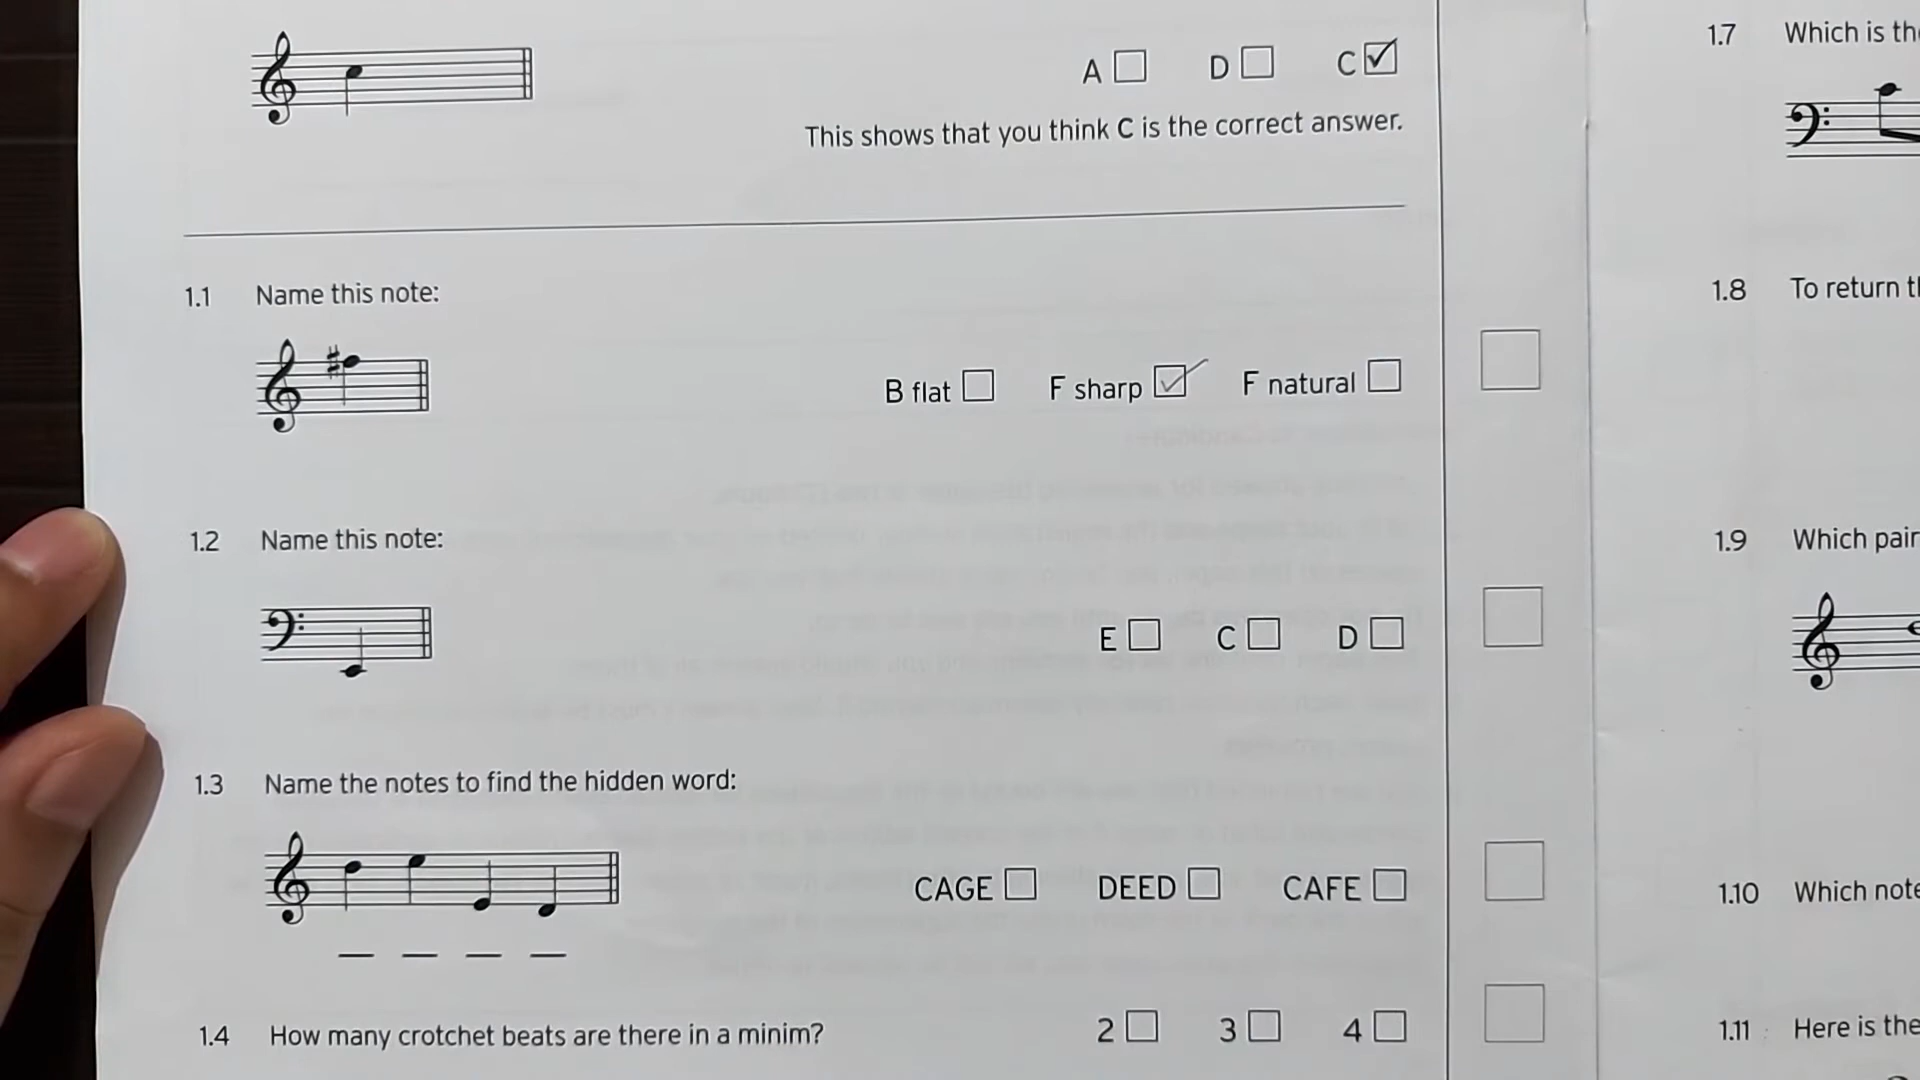 A D C
This shows that you think C is the correct answer.
1.1 Name this note:
B flat F sharp F natural
1.2 Name this note:
E C D
1.3 Name the notes to find the hidden word:
CAGE DEED CAFE
1.4 How many crotchet beats are there in a minim?
2 3 4
1.7 Which is
1.8 To return
1.9 Which pair
1.10 Which note
1.11 Here is the